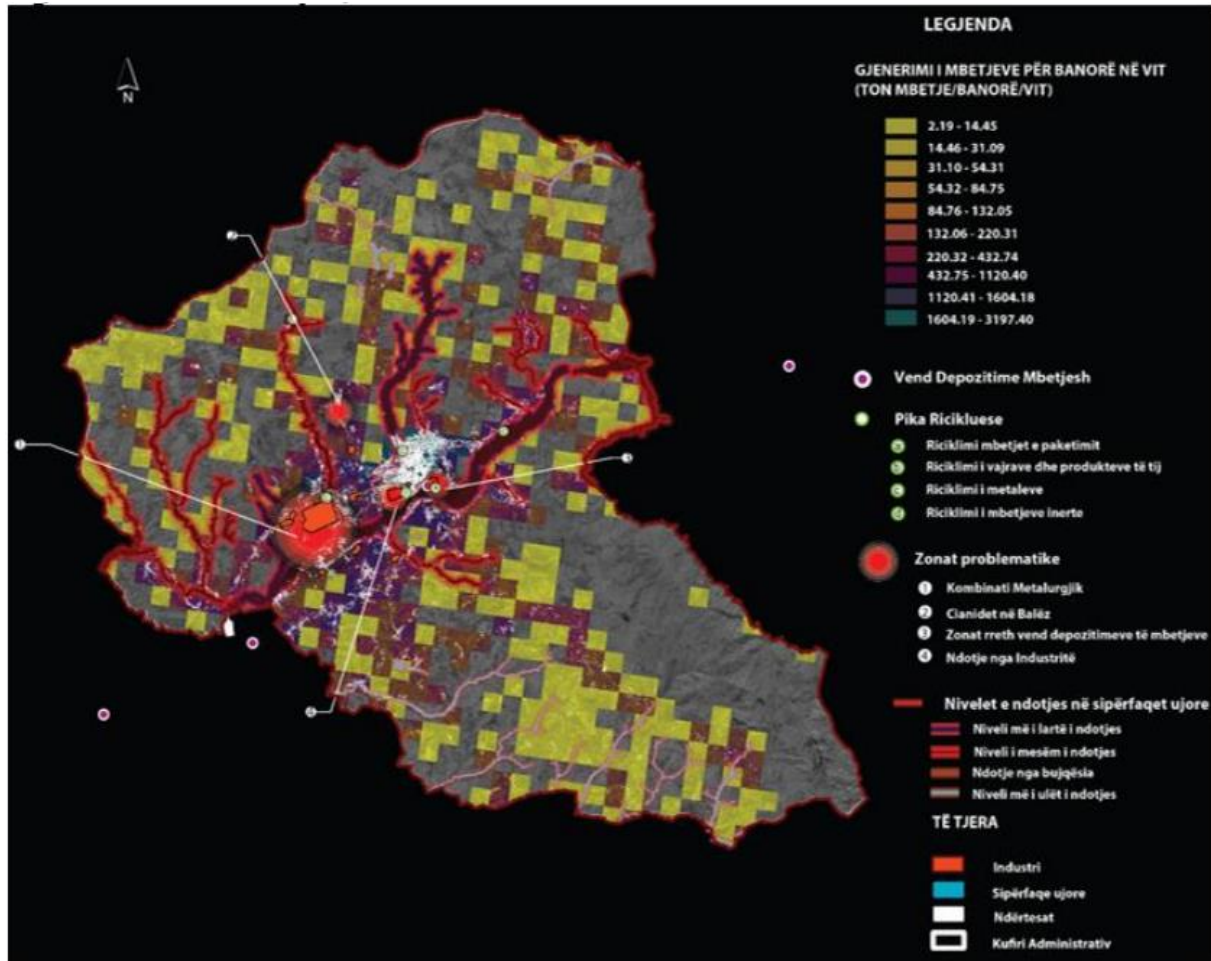 N
LEGJENDA
GJENERIMI I MBETJEVE PËR BANORË NË VIT
(TON MBETJE/BANORË/VIT)
2.19 - 14.45
14.46 - 31.09
31.10 - 54.31
54.32 - 84.75
84.76 - 132.05
132.06 - 220.31
220.32 - 432.74
432.75 - 1120.40
1120.41 - 1604.18
1604.19 - 3197.40
Vend Depozitime Mbetjesh
Pika Ricikluese
Riciklimi mbetjet e paketimit
Riciklimi i vajrave dhe produkteve të tij
Riciklimi i metaleve
Riciklimi i mbetjeve inerte
Zonat problematike
1 Kombinati Metalurgjik
2 Cianidet në Balëz
3 Zonat rreth vend depozitimeve të mbetjeve
4 Ndotje nga Industritë
Nivelet e ndotjes në sipërfaqet ujore
Niveli më i lartë i ndotjes
Niveli i mesëm i ndotjes
Ndotje nga bujqësia
Niveli më i ulët i ndotjes
TË TJERA
Industri
Sipërfaqe ujore
Ndërtesat
Kufiri Administrativ